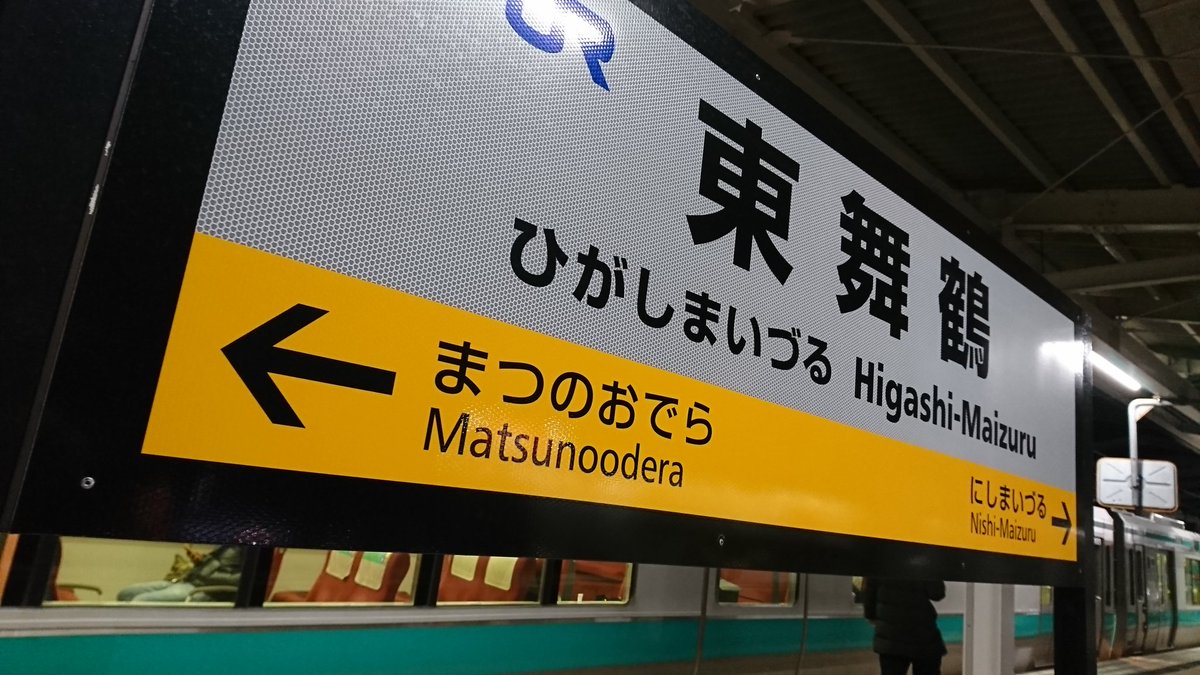 JR
東舞鶴
ひがしまいづる Higashi-Maizuru
← まつのおでら
Matsunoodera
にしまいづる →
Nishi-Maizuru